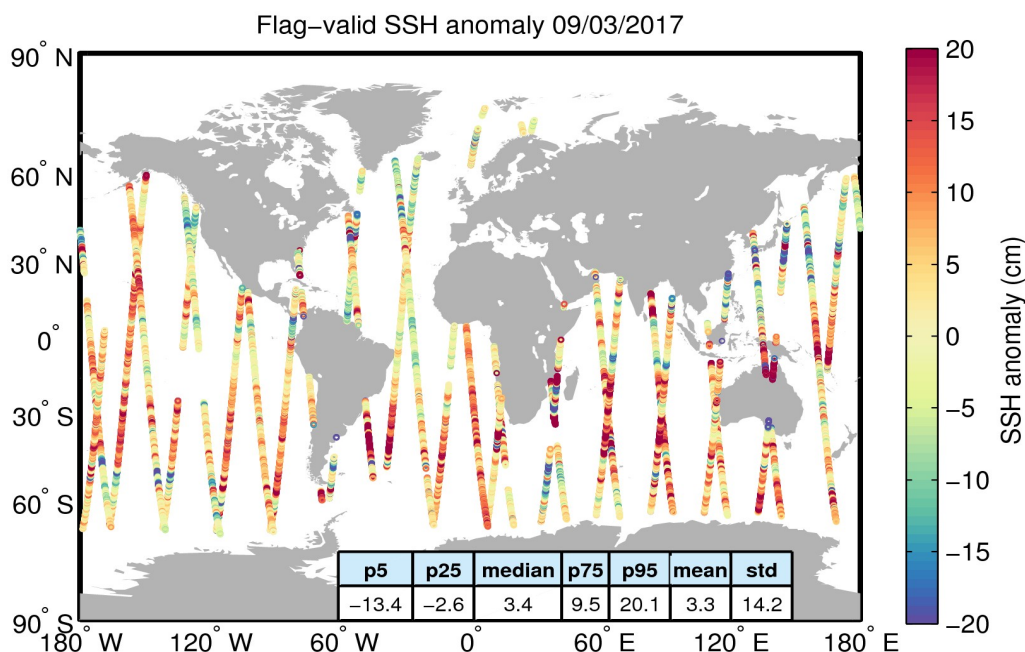 Flag−valid SSH anomaly 09/03/2017
90° N
60° N
30° N
0°
30° S
60° S
90° S
180° W
120° W
60° W
0°
60° E
120° E
180° E
p5 p25 median p75 p95 mean std
−13.4 −2.6 3.4 9.5 20.1 3.3 14.2
20
15
10
5
0
−5
−10
−15
−20
SSH anomaly (cm)